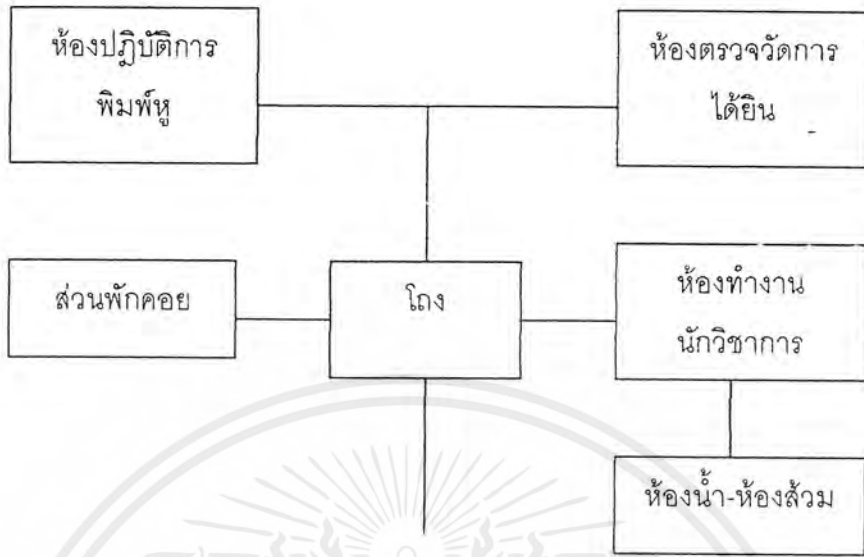 ห้องปฏิบัติการ
พิมพ์หู
ห้องตรวจวัดการ
ได้ยิน
ส่วนพักคอย
โถง
ห้องทำงาน
นักวิชาการ
ห้องน้ำ-ห้องส้วม